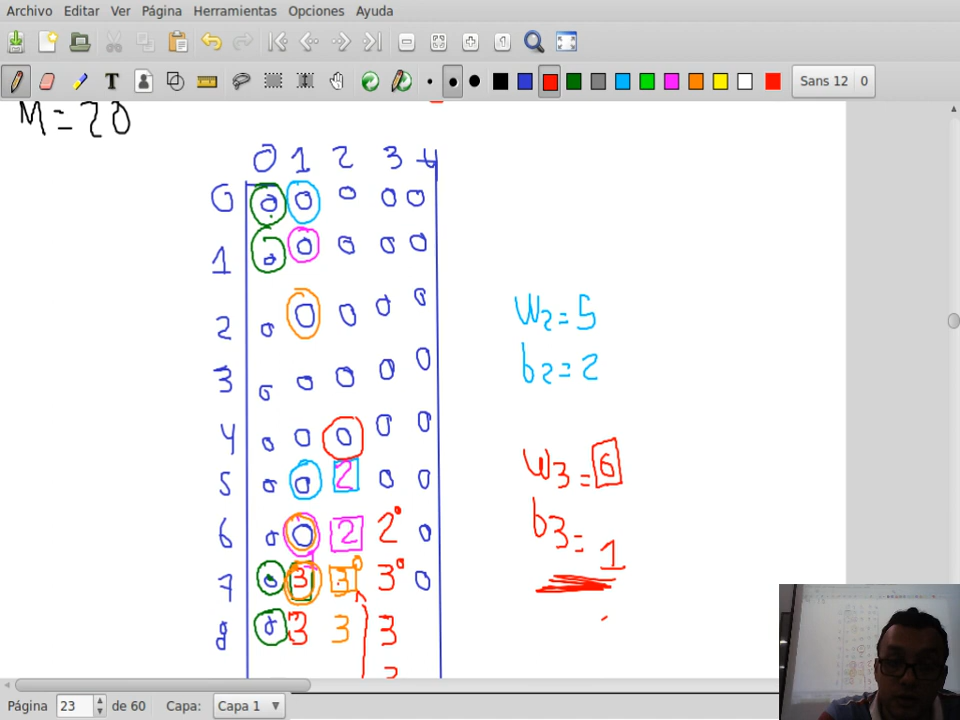 Archivo Editar Ver Página Herramientas Opciones Ayuda
T Sans 12 0
M=20
0 1 2 3 4
0 0 0 0 0 0
1 0 0 0 0 0
2 0 0 0 0 0
3 0 0 0 0 0
4 0 0 0 0 0
5 0 0 2 0 0
6 0 0 2 2 0
7 0 3 3 3 0
8 0 3 3 3
W2=5
b2=2
W3=6
b3=1
Página 23 de 60 Capa: Capa 1